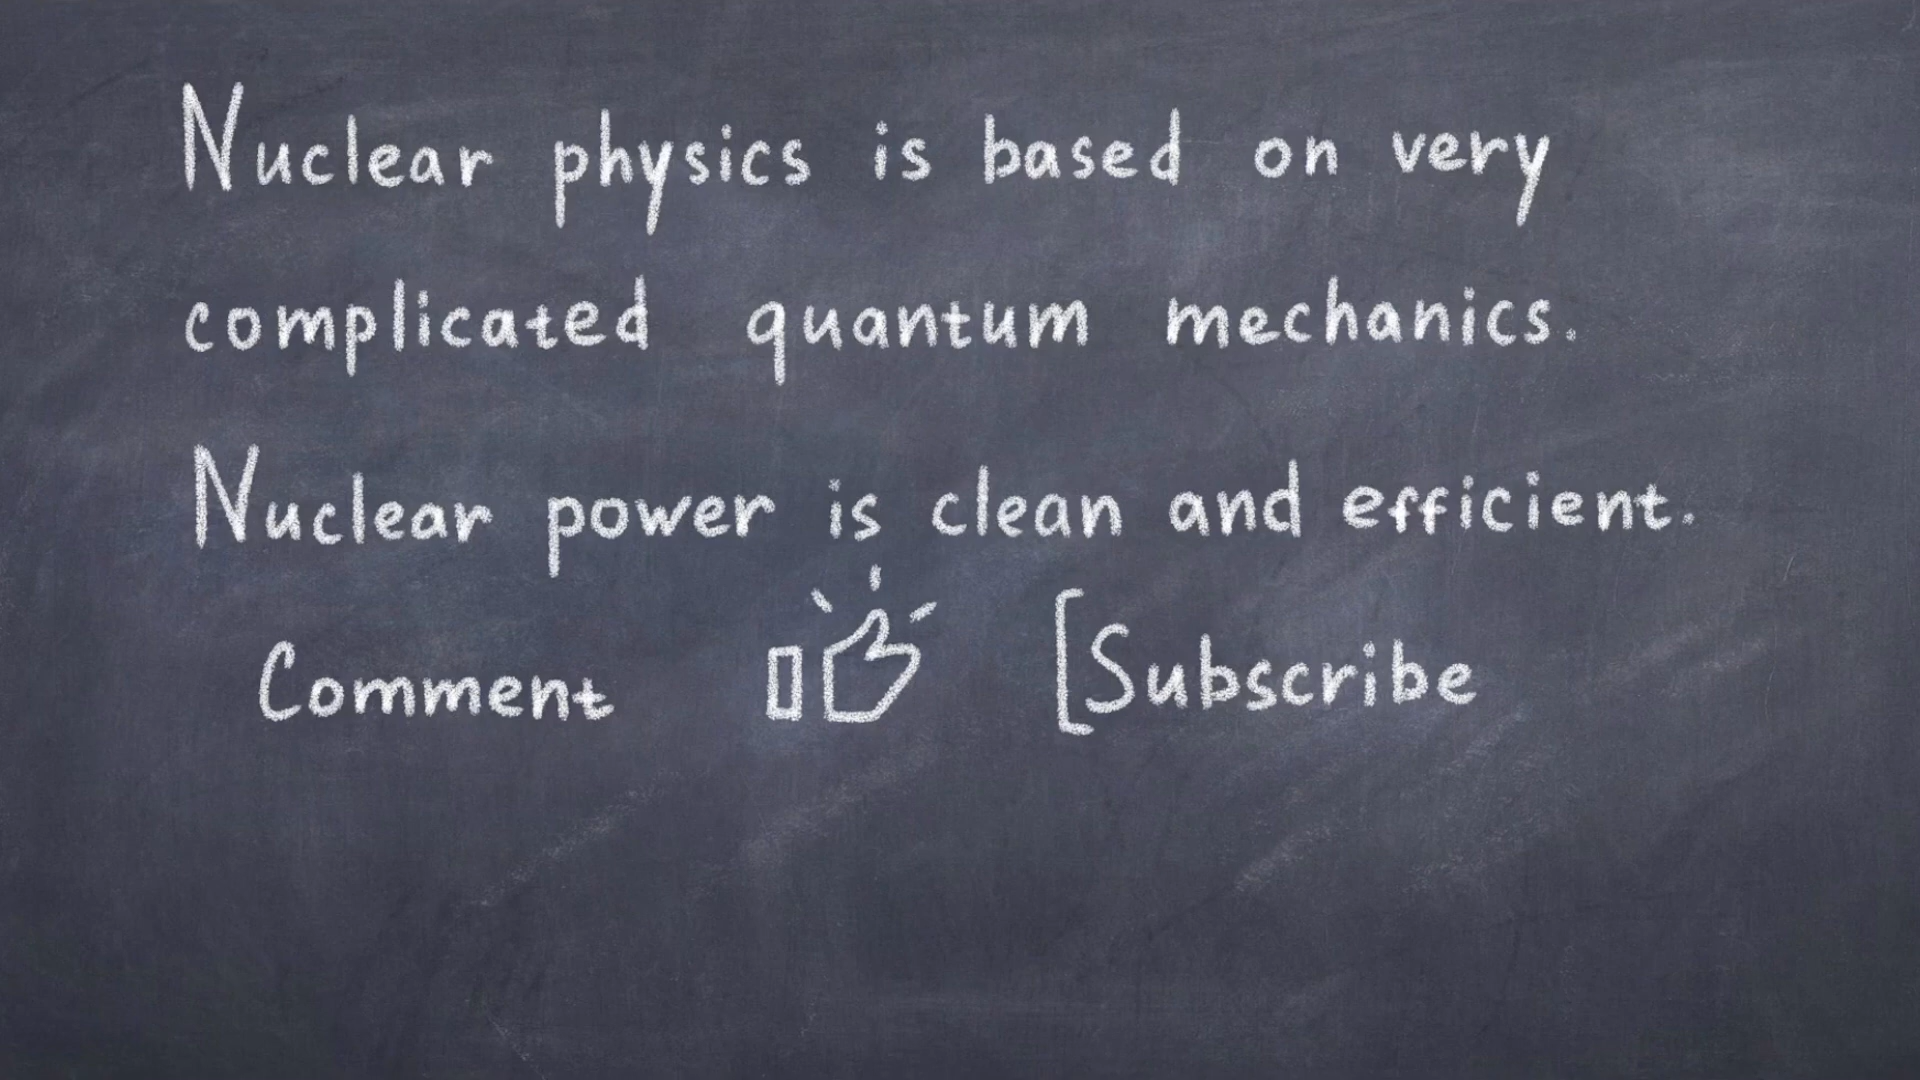 Nuclear physics is based on very
complicated quantum mechanics.
Nuclear power is clean and efficient.
Comment [Subscribe